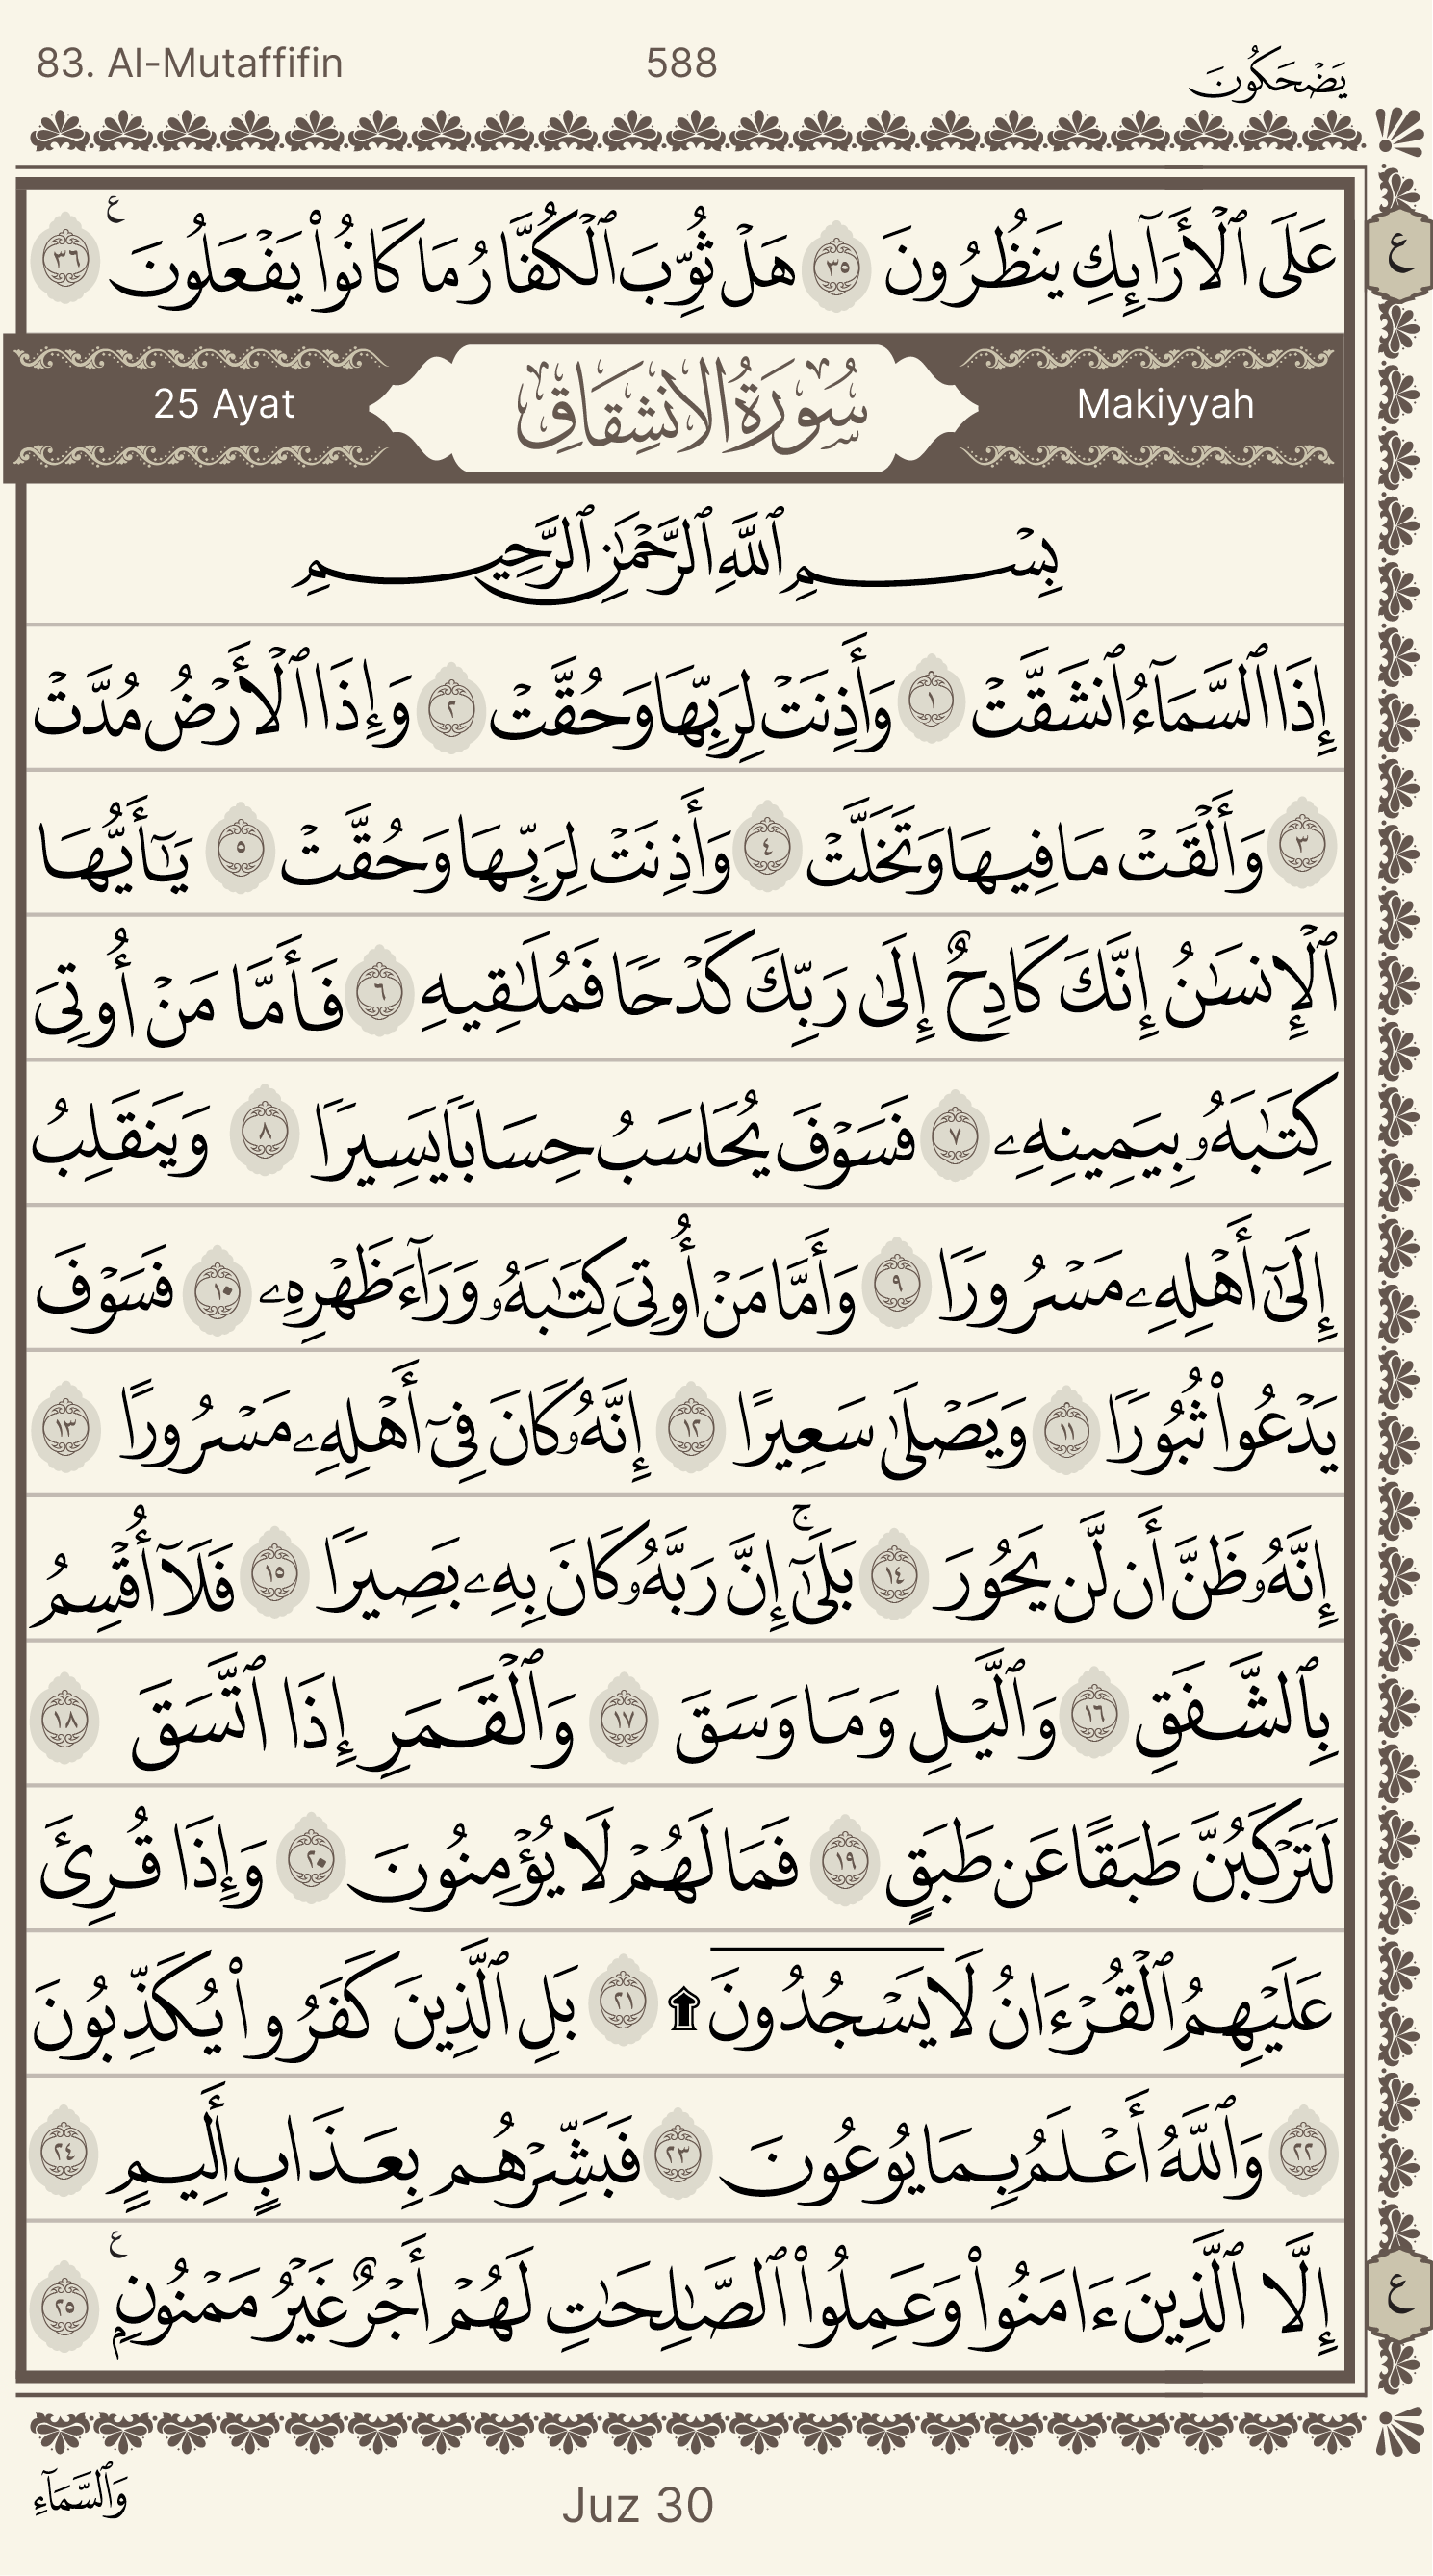 83. Al-Mutaffifin 588 يَضْحَكُونَ
عَلَى ٱلْأَرَآئِكِ يَنظُرُونَ ٣٥ هَلْ ثُوِّبَ ٱلْكُفَّارُ مَا كَانُوا۟ يَفْعَلُونَ ۚع ٣٦
ع
Makiyyah سُورَةُ الانشِقَاقِ 25 Ayat
بِسْمِ ٱللَّهِ ٱلرَّحْمَٰنِ ٱلرَّحِيمِ
إِذَا ٱلسَّمَآءُ ٱنشَقَّتْ ١ وَأَذِنَتْ لِرَبِّهَا وَحُقَّتْ ٢ وَإِذَا ٱلْأَرْضُ مُدَّتْ
٣ وَأَلْقَتْ مَا فِيهَا وَتَخَلَّتْ ٤ وَأَذِنَتْ لِرَبِّهَا وَحُقَّتْ ٥ يَٰٓأَيُّهَا
ٱلْإِنسَٰنُ إِنَّكَ كَادِحٌ إِلَىٰ رَبِّكَ كَدْحًا فَمُلَٰقِيهِ ٦ فَأَمَّا مَنْ أُوتِىَ
كِتَٰبَهُۥ بِيَمِينِهِۦ ٧ فَسَوْفَ يُحَاسَبُ حِسَابًا يَسِيرًا ٨ وَيَنقَلِبُ
إِلَىٰٓ أَهْلِهِۦ مَسْرُورًا ٩ وَأَمَّا مَنْ أُوتِىَ كِتَٰبَهُۥ وَرَآءَ ظَهْرِهِۦ ١٠ فَسَوْفَ
يَدْعُوا۟ ثُبُورًا ١١ وَيَصْلَىٰ سَعِيرًا ١٢ إِنَّهُۥ كَانَ فِىٓ أَهْلِهِۦ مَسْرُورًا ١٣
إِنَّهُۥ ظَنَّ أَن لَّن يَحُورَ ١٤ بَلَىٰٓ ۚ إِنَّ رَبَّهُۥ كَانَ بِهِۦ بَصِيرًا ١٥ فَلَآ أُقْسِمُ
بِٱلشَّفَقِ ١٦ وَٱلَّيْلِ وَمَا وَسَقَ ١٧ وَٱلْقَمَرِ إِذَا ٱتَّسَقَ ١٨
لَتَرْكَبُنَّ طَبَقًا عَن طَبَقٍ ١٩ فَمَا لَهُمْ لَا يُؤْمِنُونَ ٢٠ وَإِذَا قُرِئَ
عَلَيْهِمُ ٱلْقُرْءَانُ لَا يَسْجُدُونَ ۩ ٢١ بَلِ ٱلَّذِينَ كَفَرُوا۟ يُكَذِّبُونَ
٢٢ وَٱللَّهُ أَعْلَمُ بِمَا يُوعُونَ ٢٣ فَبَشِّرْهُم بِعَذَابٍ أَلِيمٍ ٢٤
إِلَّا ٱلَّذِينَ ءَامَنُوا۟ وَعَمِلُوا۟ ٱلصَّٰلِحَٰتِ لَهُمْ أَجْرٌ غَيْرُ مَمْنُونٍۭ ع ٢٥
ع
وَٱلسَّمَآءِ
Juz 30